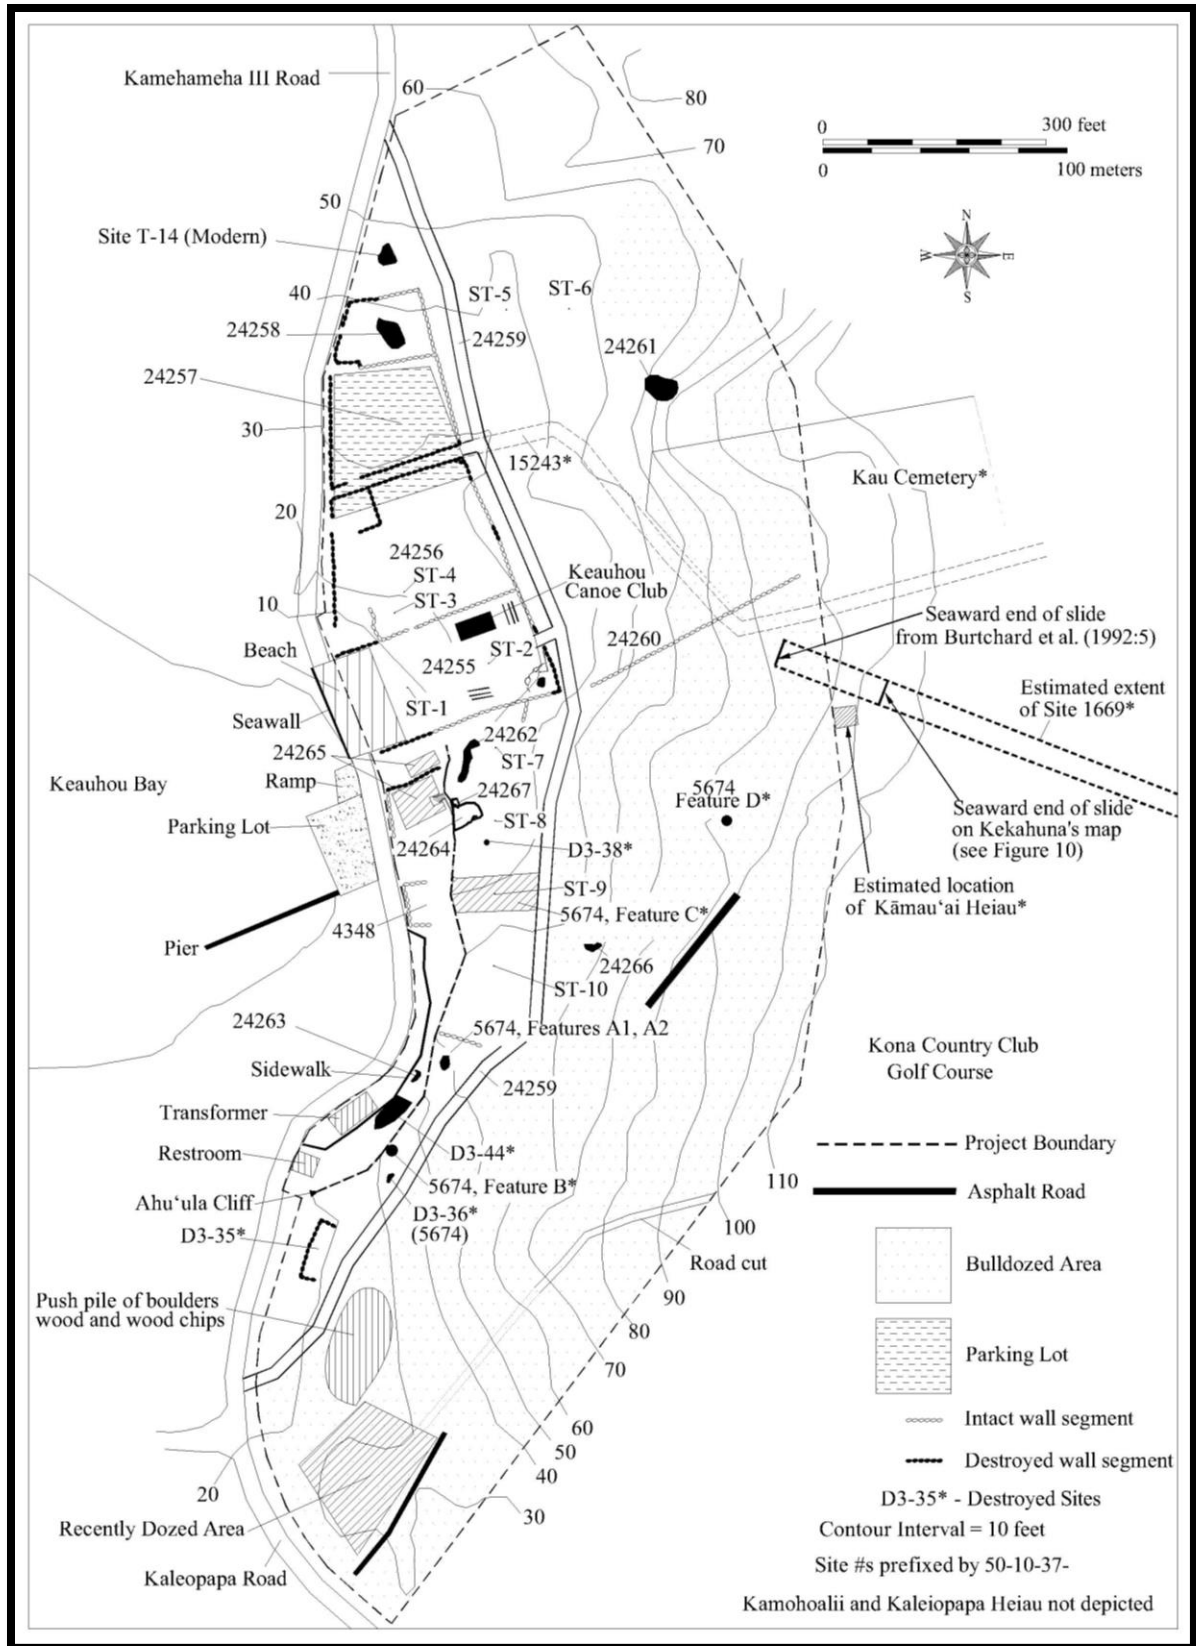 Kamehameha III Road
60
80
70
0
300 feet
0
100 meters
50
Site T-14 (Modern)
N
W
E
S
40
ST-5
ST-6
24258
24259
24261
24257
30
15243*
Kau Cemetery*
20
24256
ST-4
ST-3
Keauhou
Canoe Club
10
Beach
24260
Seaward end of slide
from Burtchard et al. (1992:5)
ST-2
24255
Estimated extent
of Site 1669*
ST-1
Seawall
24262
24265
ST-7
Ramp
Keauhou Bay
24267
5674
Feature D*
Seaward end of slide
on Kekahuna's map
(see Figure 10)
Parking Lot
ST-8
24264
D3-38*
ST-9
Estimated location
of Kāmau‘ai Heiau*
5674, Feature C*
4348
Pier
24266
ST-10
24263
5674, Features A1, A2
Kona Country Club
Golf Course
Sidewalk
24259
Transformer
Project Boundary
Restroom
D3-44*
110
5674, Feature B*
Asphalt Road
Ahu‘ula Cliff
D3-36*
(5674)
100
D3-35*
Road cut
Bulldozed Area
Push pile of boulders
wood and wood chips
90
80
70
Parking Lot
60
Intact wall segment
50
40
Destroyed wall segment
20
D3-35* - Destroyed Sites
30
Recently Dozed Area
Contour Interval = 10 feet
Site #s prefixed by 50-10-37-
Kaleopapa Road
Kamohoalii and Kaleiopapa Heiau not depicted